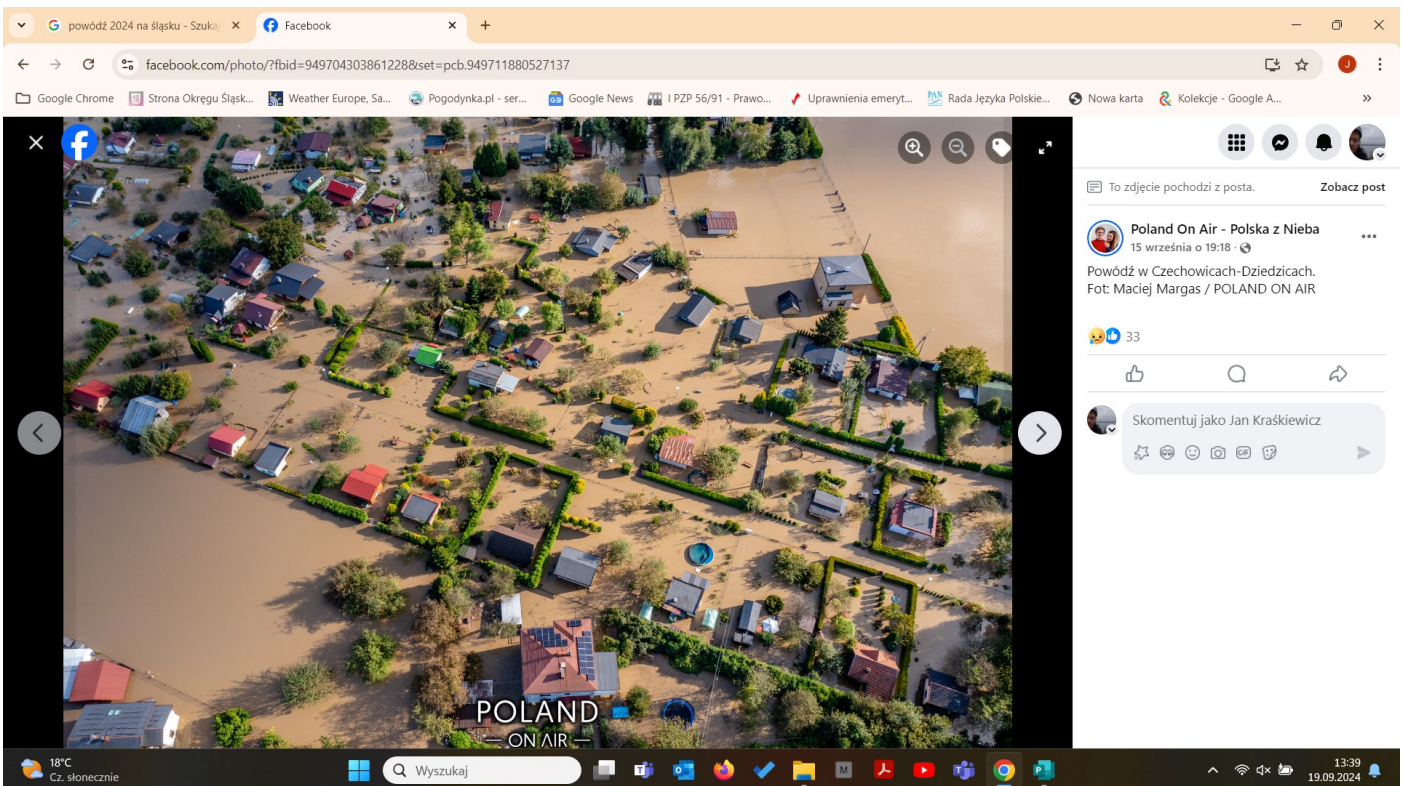 powódź 2024 na śląsku - Szuka
Facebook
facebook.com/photo/?fbid=949704303861228&set=pcb.949711880527137
J
Google Chrome
Strona Okręgu Śląsk...
Weather Europe, Sa...
Pogodynka.pl - ser...
Google News
I PZP 56/91 - Prawo...
Uprawnienia emeryt...
PAN
Rada Języka Polskie...
Nowa karta
Kolekcje - Google A...
To zdjęcie pochodzi z posta.
Zobacz post
Poland On Air - Polska z Nieba
15 września o 19:18 ·
Powódź w Czechowicach-Dziedzicach.
Fot: Maciej Margas / POLAND ON AIR
33
Skomentuj jako Jan Kraśkiewicz
GIF
POLAND
ON AIR
18°C
Cz. słonecznie
Wyszukaj
13:39
19.09.2024